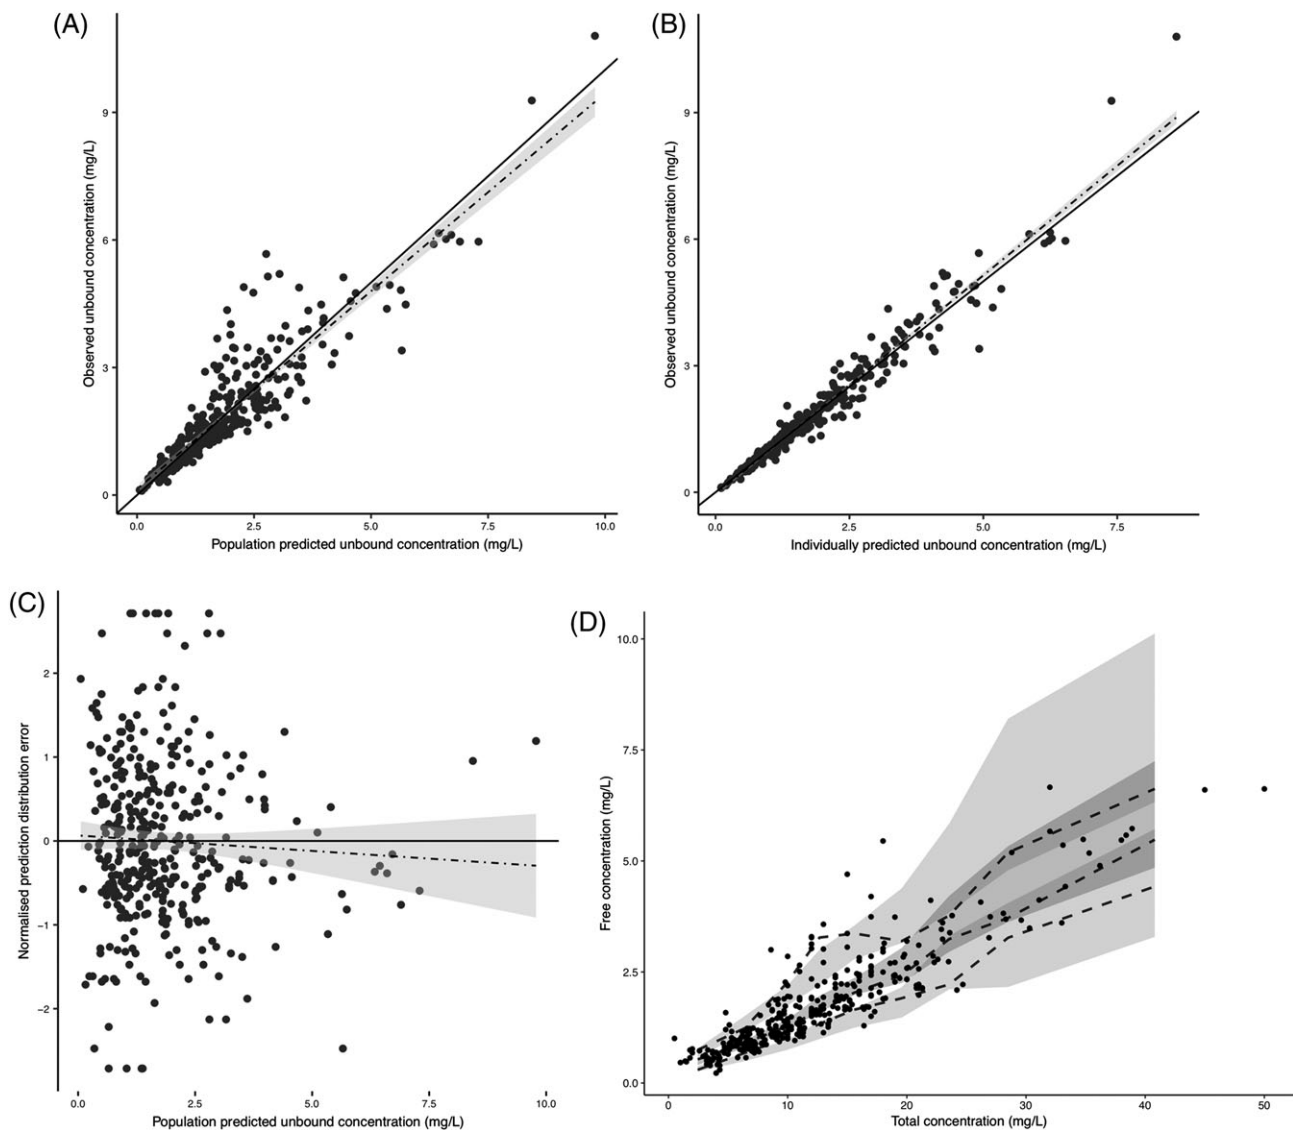 (A)
Observed unbound concentration (mg/L)
9
6
3
0
0.0 2.5 5.0 7.5 10.0
Population predicted unbound concentration (mg/L)
(B)
Observed unbound concentration (mg/L)
9
6
3
0
0.0 2.5 5.0 7.5
Individually predicted unbound concentration (mg/L)
(C)
Normalised prediction distribution error
2
1
0
−1
−2
0.0 2.5 5.0 7.5 10.0
Population predicted unbound concentration (mg/L)
(D)
Free concentration (mg/L)
10.0
7.5
5.0
2.5
0.0
0 10 20 30 40 50
Total concentration (mg/L)